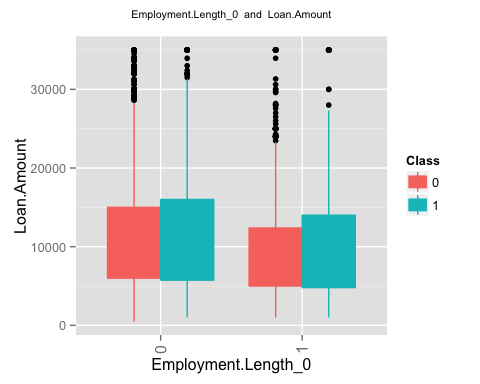 Employment.Length_0 and Loan.Amount
Loan.Amount
30000
20000
10000
0
0
1
Employment.Length_0
Class
0
1